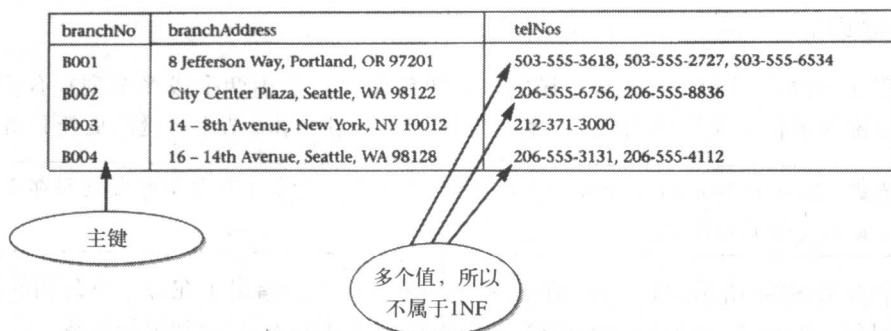 branchNo branchAddress telNos
B001 8 Jefferson Way, Portland, OR 97201 503-555-3618, 503-555-2727, 503-555-6534
B002 City Center Plaza, Seattle, WA 98122 206-555-6756, 206-555-8836
B003 14 – 8th Avenue, New York, NY 10012 212-371-3000
B004 16 – 14th Avenue, Seattle, WA 98128 206-555-3131, 206-555-4112
主键
多个值，所以
不属于1NF